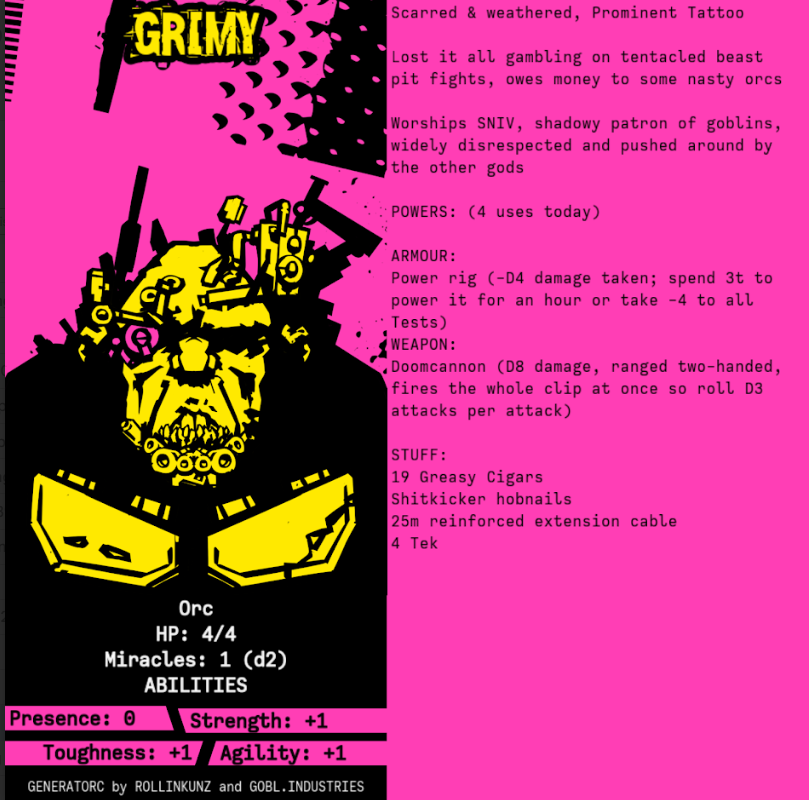 GRIMY
Orc
HP: 4/4
Miracles: 1 (d2)
ABILITIES
Presence: 0
Strength: +1
Toughness: +1
Agility: +1
GENERATORC by ROLLINKUNZ and GOBL.INDUSTRIES
Scarred & weathered, Prominent Tattoo
Lost it all gambling on tentacled beast
pit fights, owes money to some nasty orcs
Worships SNIV, shadowy patron of goblins,
widely disrespected and pushed around by
the other gods
POWERS: (4 uses today)
ARMOUR:
Power rig (-D4 damage taken; spend 3t to
power it for an hour or take -4 to all
Tests)
WEAPON:
Doomcannon (D8 damage, ranged two-handed,
fires the whole clip at once so roll D3
attacks per attack)
STUFF:
19 Greasy Cigars
Shitkicker hobnails
25m reinforced extension cable
4 Tek